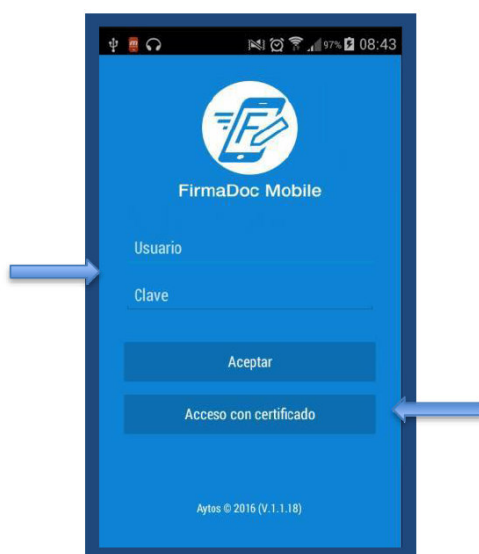 97% 08:43
F
FirmaDoc Mobile
Usuario
Clave
Aceptar
Acceso con certificado
Aytos © 2016 (V.1.1.18)